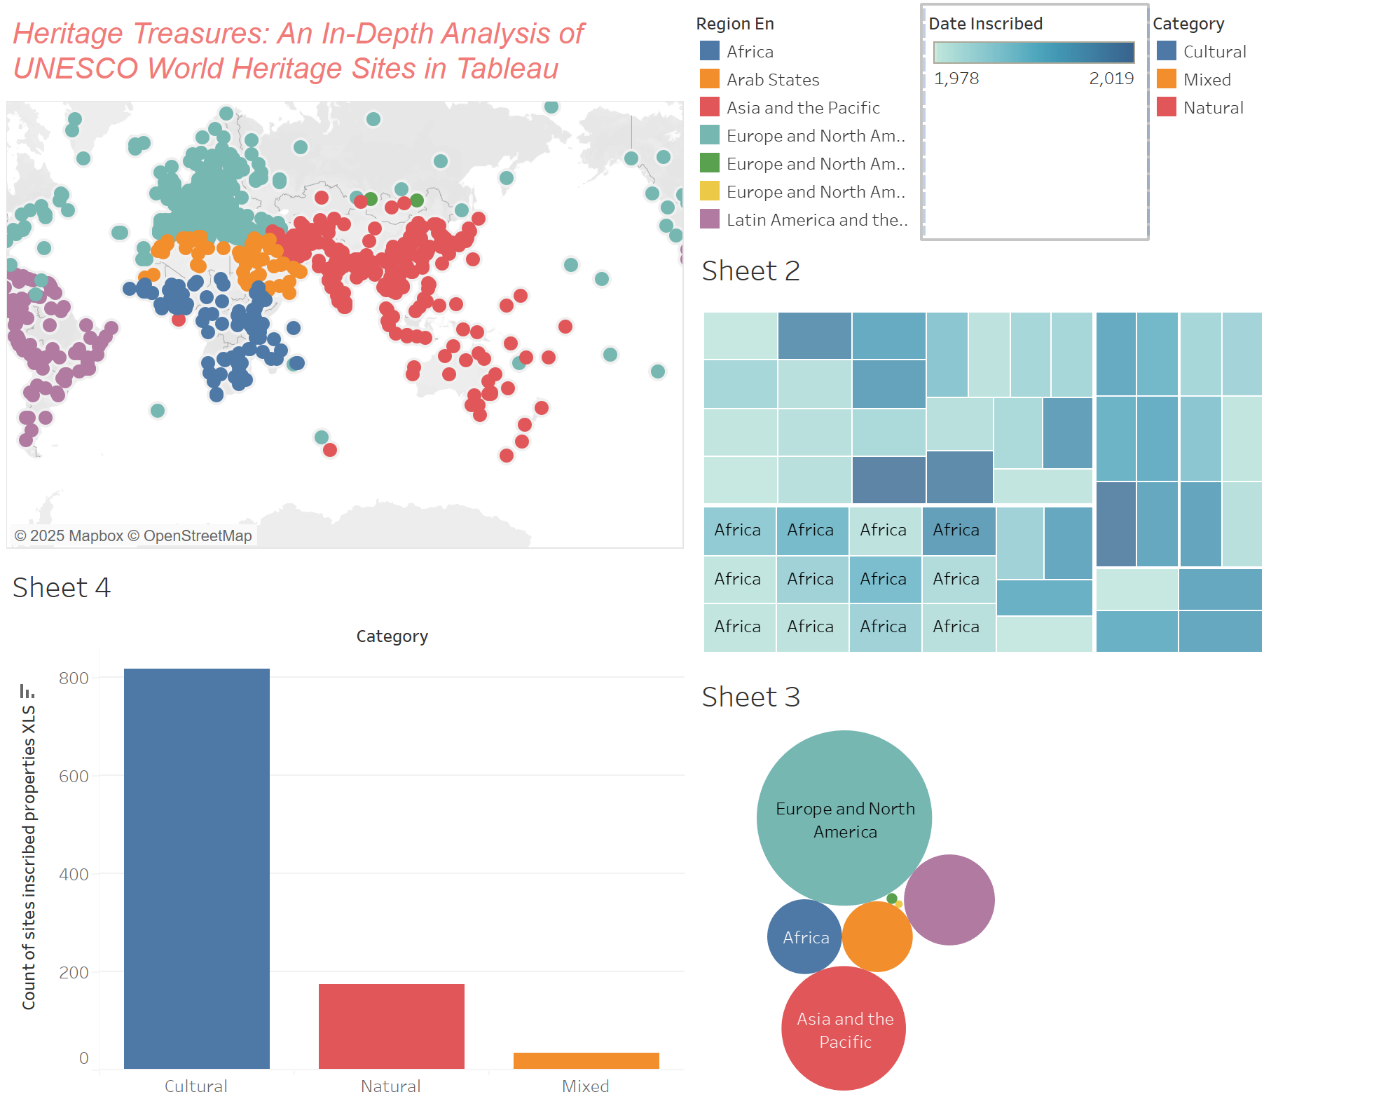 Heritage Treasures: An In-Depth Analysis of
UNESCO World Heritage Sites in Tableau
© 2025 Mapbox © OpenStreetMap
Region En
Africa
Arab States
Asia and the Pacific
Europe and North Am..
Europe and North Am..
Europe and North Am..
Latin America and the..
Date Inscribed
1,978 2,019
Category
Cultural
Mixed
Natural
Sheet 2
Africa Africa Africa Africa
Africa Africa Africa Africa
Africa Africa Africa Africa
Sheet 4
Category
Count of sites inscribed properties XLS
800
600
400
200
0
Cultural Natural Mixed
Sheet 3
Europe and North
America
Africa
Asia and the
Pacific